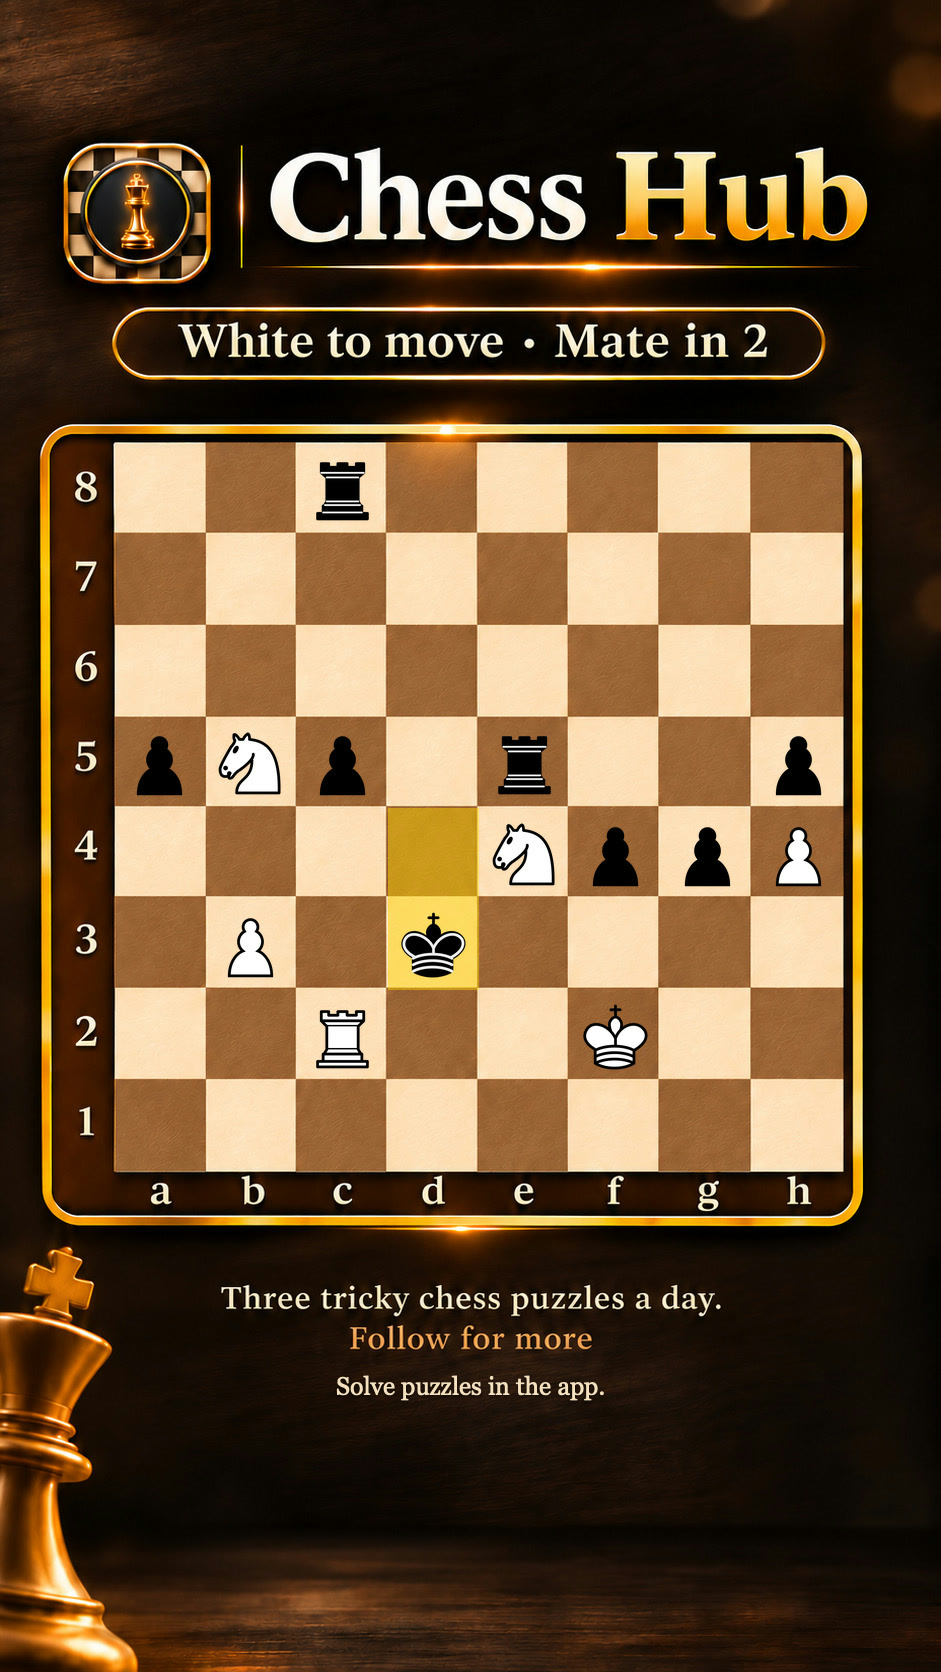 Chess Hub
White to move • Mate in 2
8
7
6
5
4
3
2
1
a b c d e f g h
Three tricky chess puzzles a day.
Follow for more
Solve puzzles in the app.